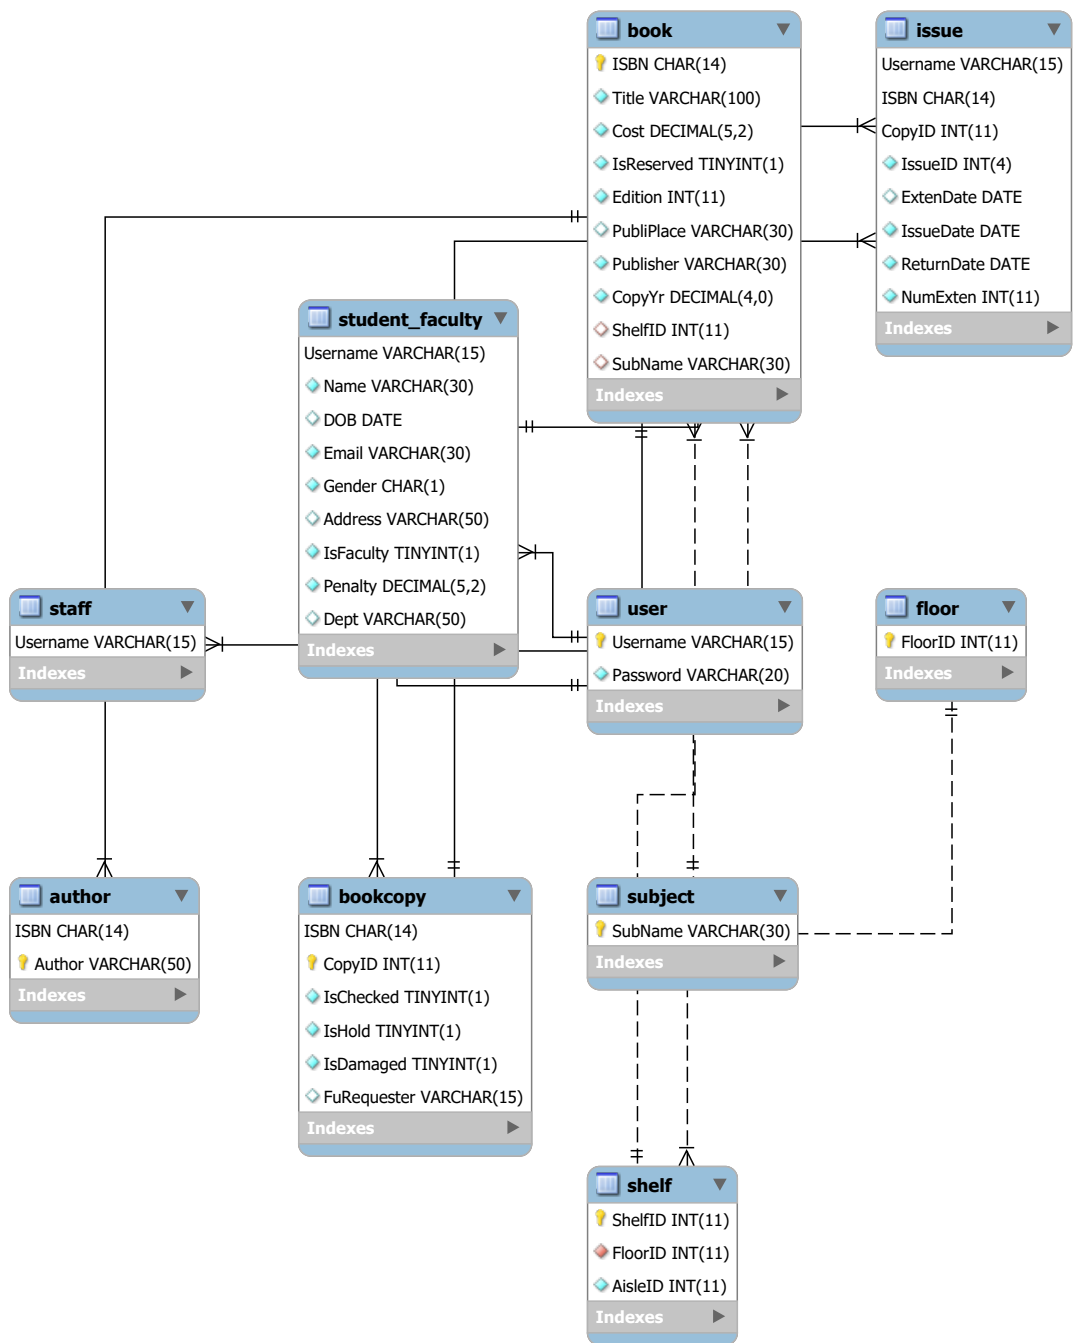 book
ISBN CHAR(14)
Title VARCHAR(100)
Cost DECIMAL(5,2)
IsReserved TINYINT(1)
Edition INT(11)
PubliPlace VARCHAR(30)
Publisher VARCHAR(30)
CopyYr DECIMAL(4,0)
ShelfID INT(11)
SubName VARCHAR(30)
Indexes
issue
Username VARCHAR(15)
ISBN CHAR(14)
CopyID INT(11)
IssueID INT(4)
ExtenDate DATE
IssueDate DATE
ReturnDate DATE
NumExten INT(11)
Indexes
student_faculty
Username VARCHAR(15)
Name VARCHAR(30)
DOB DATE
Email VARCHAR(30)
Gender CHAR(1)
Address VARCHAR(50)
IsFaculty TINYINT(1)
Penalty DECIMAL(5,2)
Dept VARCHAR(50)
Indexes
staff
Username VARCHAR(15)
Indexes
user
Username VARCHAR(15)
Password VARCHAR(20)
Indexes
floor
FloorID INT(11)
Indexes
author
ISBN CHAR(14)
Author VARCHAR(50)
Indexes
bookcopy
ISBN CHAR(14)
CopyID INT(11)
IsChecked TINYINT(1)
IsHold TINYINT(1)
IsDamaged TINYINT(1)
FuRequester VARCHAR(15)
Indexes
subject
SubName VARCHAR(30)
Indexes
shelf
ShelfID INT(11)
FloorID INT(11)
AisleID INT(11)
Indexes